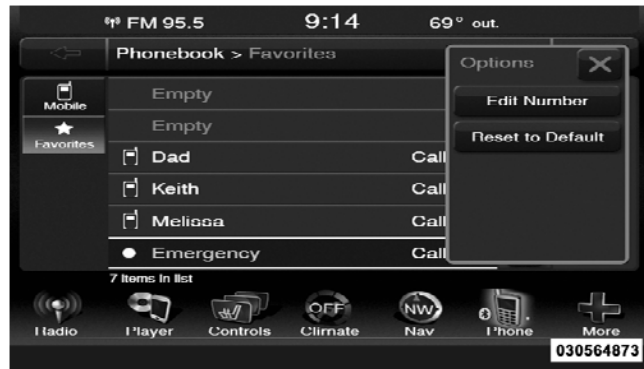 FM 95.5 9:14 69° out.
Phonebook > Favorites
Options
Mobile
Favorites
Empty
Empty
Dad Call
Keith Call
Melissa Call
Emergency Call
Edit Number
Reset to Default
7 Items In list
Radio Player Controls OFF Climate NW Nav Phone More
030564873